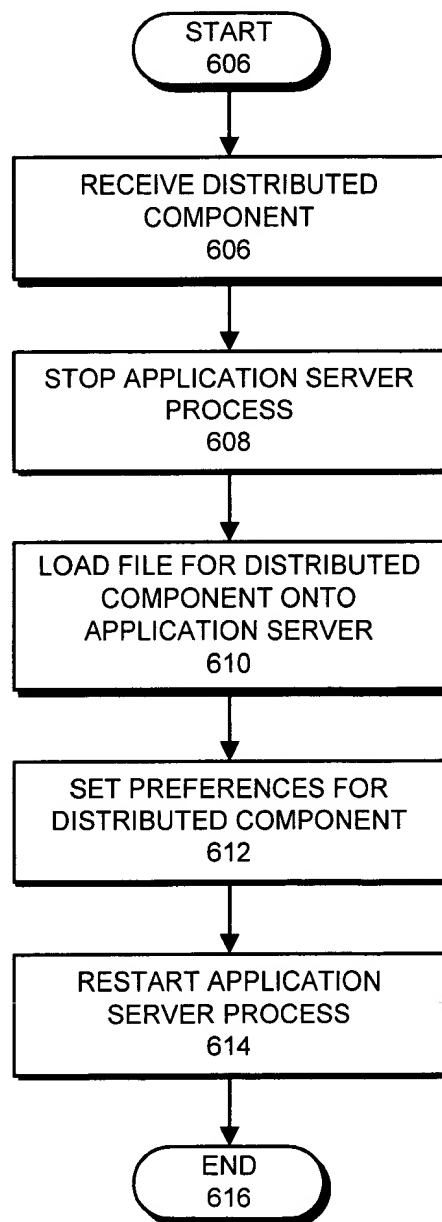 START
606
RECEIVE DISTRIBUTED
COMPONENT
606
STOP APPLICATION SERVER
PROCESS
608
LOAD FILE FOR DISTRIBUTED
COMPONENT ONTO
APPLICATION SERVER
610
SET PREFERENCES FOR
DISTRIBUTED COMPONENT
612
RESTART APPLICATION
SERVER PROCESS
614
END
616